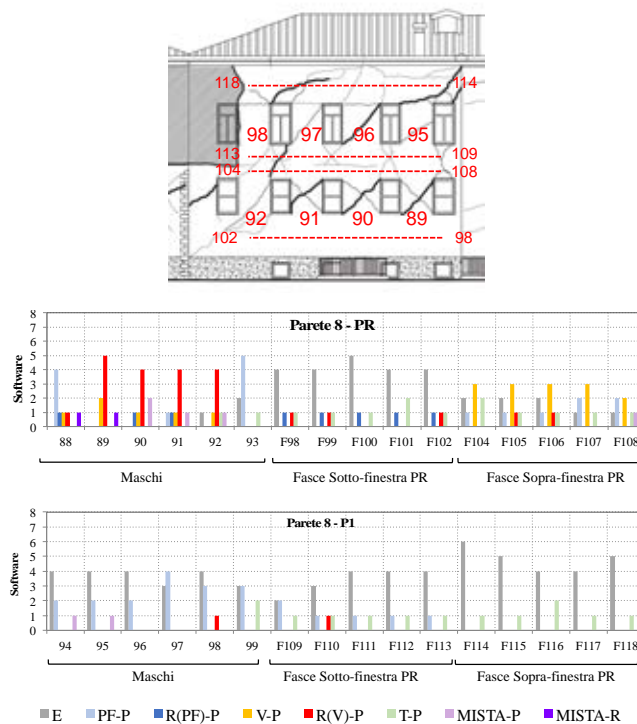 118 114
98 97 96 95
113 109
104 108
92 91 90 89
102 98
Parete 8 - PR
Software
8
7
6
5
4
3
2
1
0
88 89 90 91 92 93 F98 F99 F100 F101 F102 F104 F105 F106 F107 F108
Maschi Fasce Sotto-finestra PR Fasce Sopra-finestra PR
Parete 8 - P1
Software
8
7
6
5
4
3
2
1
0
94 95 96 97 98 99 F109 F110 F111 F112 F113 F114 F115 F116 F117 F118
Maschi Fasce Sotto-finestra PR Fasce Sopra-finestra PR
E PF-P R(PF)-P V-P R(V)-P T-P MISTA-P MISTA-R